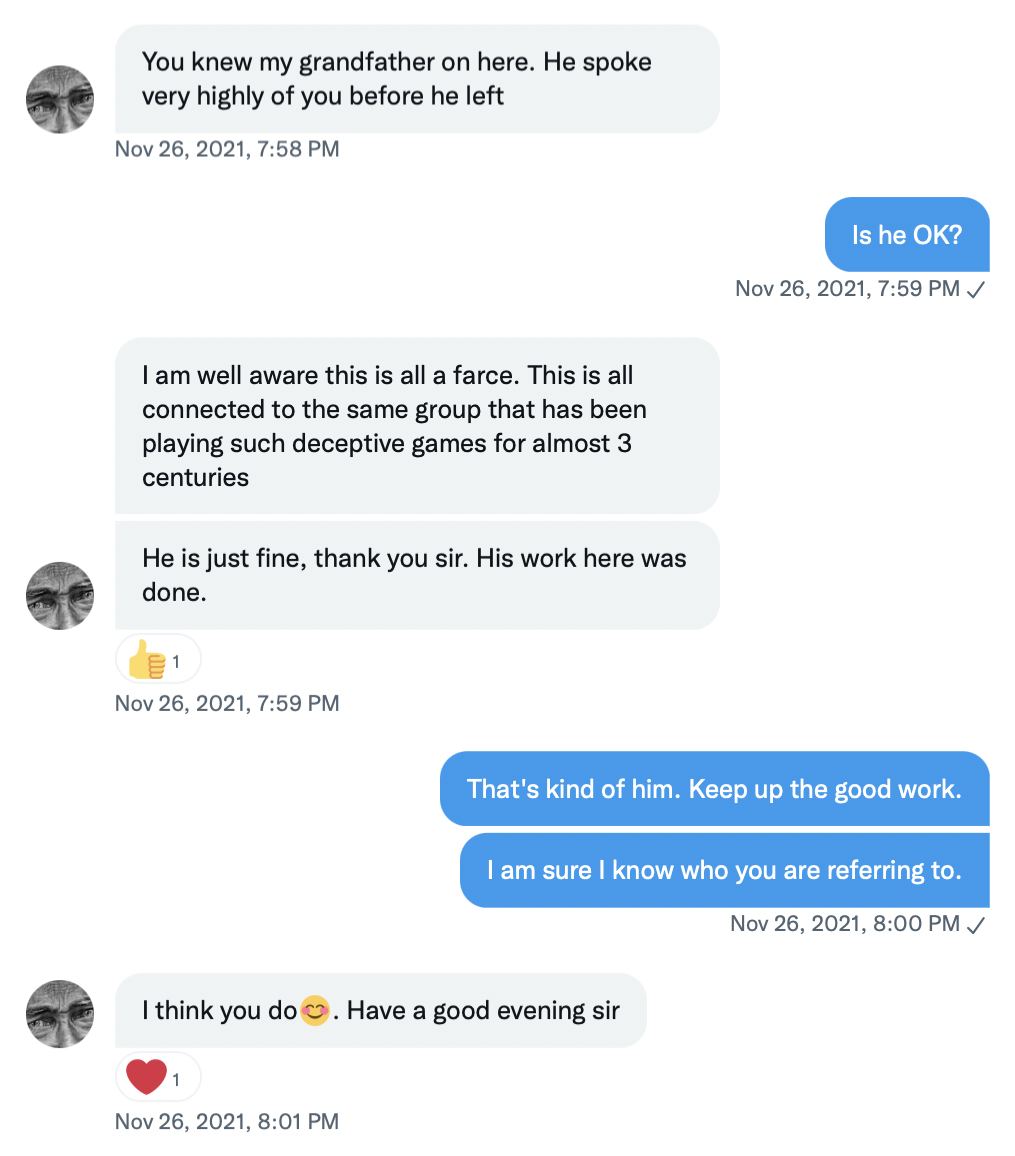 You knew my grandfather on here. He spoke
very highly of you before he left
Nov 26, 2021, 7:58 PM
Is he OK?
Nov 26, 2021, 7:59 PM ✓
I am well aware this is all a farce. This is all
connected to the same group that has been
playing such deceptive games for almost 3
centuries
He is just fine, thank you sir. His work here was
done.
👍 1
Nov 26, 2021, 7:59 PM
That's kind of him. Keep up the good work.
I am sure I know who you are referring to.
Nov 26, 2021, 8:00 PM ✓
I think you do😊. Have a good evening sir
❤️ 1
Nov 26, 2021, 8:01 PM